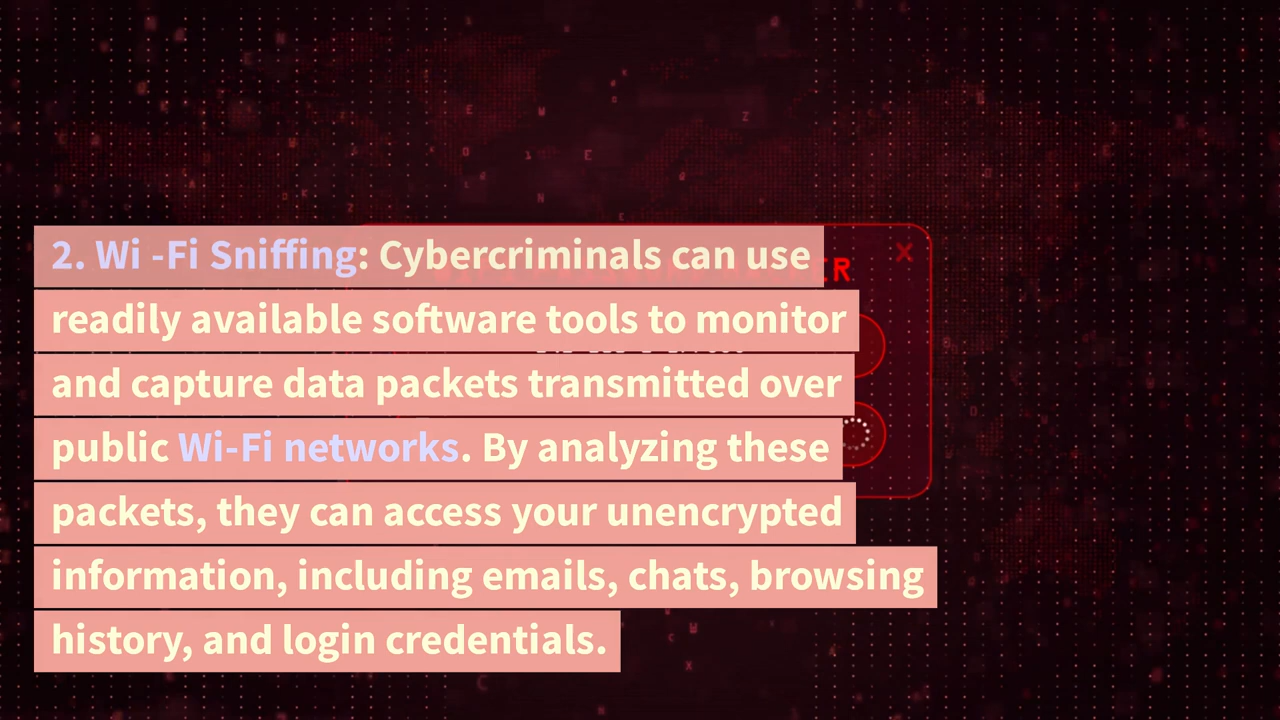 2. Wi -Fi Sniffing: Cybercriminals can use
readily available software tools to monitor
and capture data packets transmitted over
public Wi-Fi networks. By analyzing these
packets, they can access your unencrypted
information, including emails, chats, browsing
history, and login credentials.